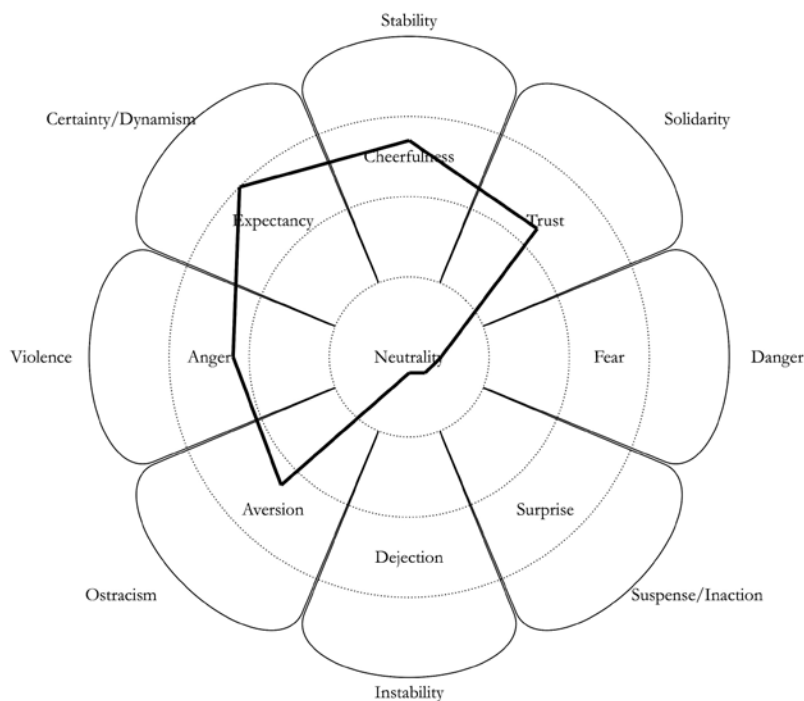 Stability
Certainty/Dynamism
Solidarity
Cheerfulness
Expectancy
Trust
Violence
Anger
Neutrality
Fear
Danger
Aversion
Surprise
Dejection
Ostracism
Suspense/Inaction
Instability